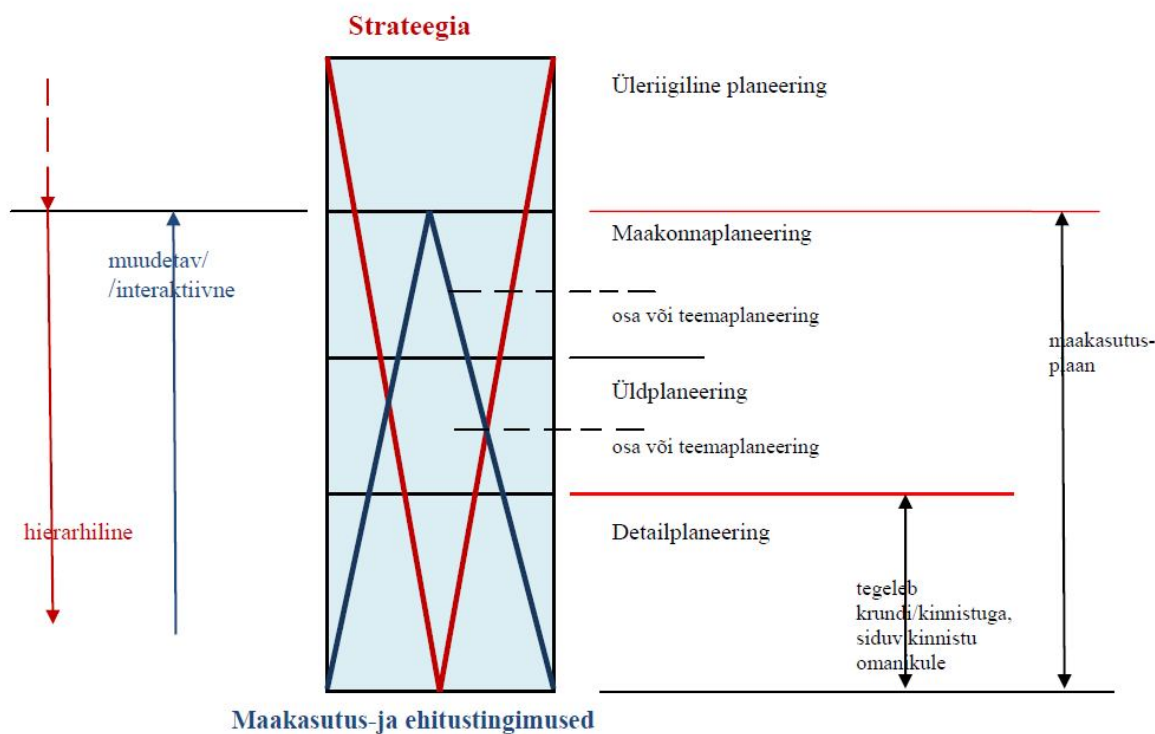 Strateegia
Üleriigiline planeering
Maakonnaplaneering
muudetav/
/interaktiivne
osa või teemaplaneering
maakasutus-
plaan
Üldplaneering
osa või teemaplaneering
hierarhiline
Detailplaneering
tegeleb
krundi/kinnistuga,
siduv kinnistu
omanikule
Maakasutus-ja ehitustingimused